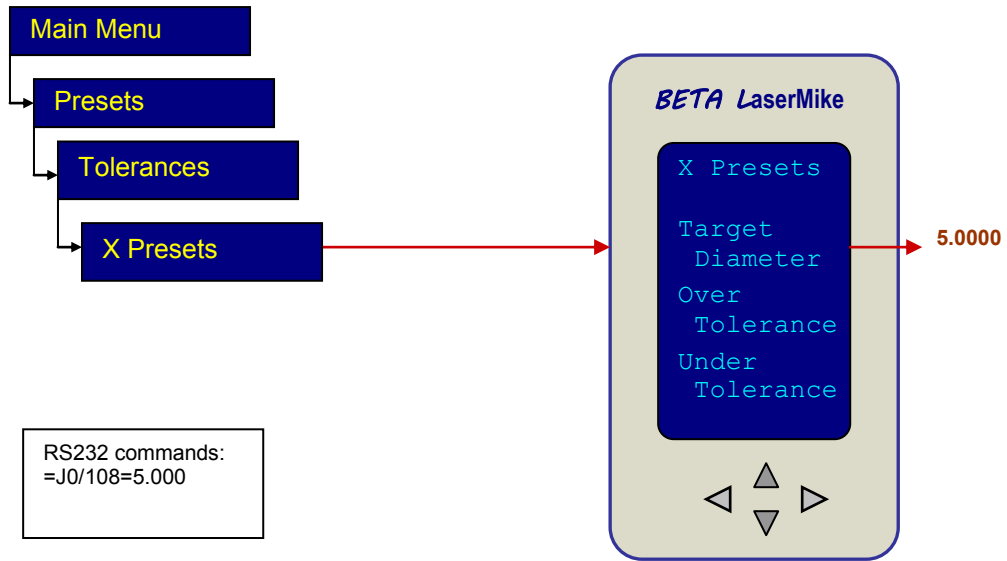 Main Menu
Presets
Tolerances
X Presets
BETA LaserMike
X Presets
Target
Diameter
Over
Tolerance
Under
Tolerance
5.0000
RS232 commands:
=J0/108=5.000